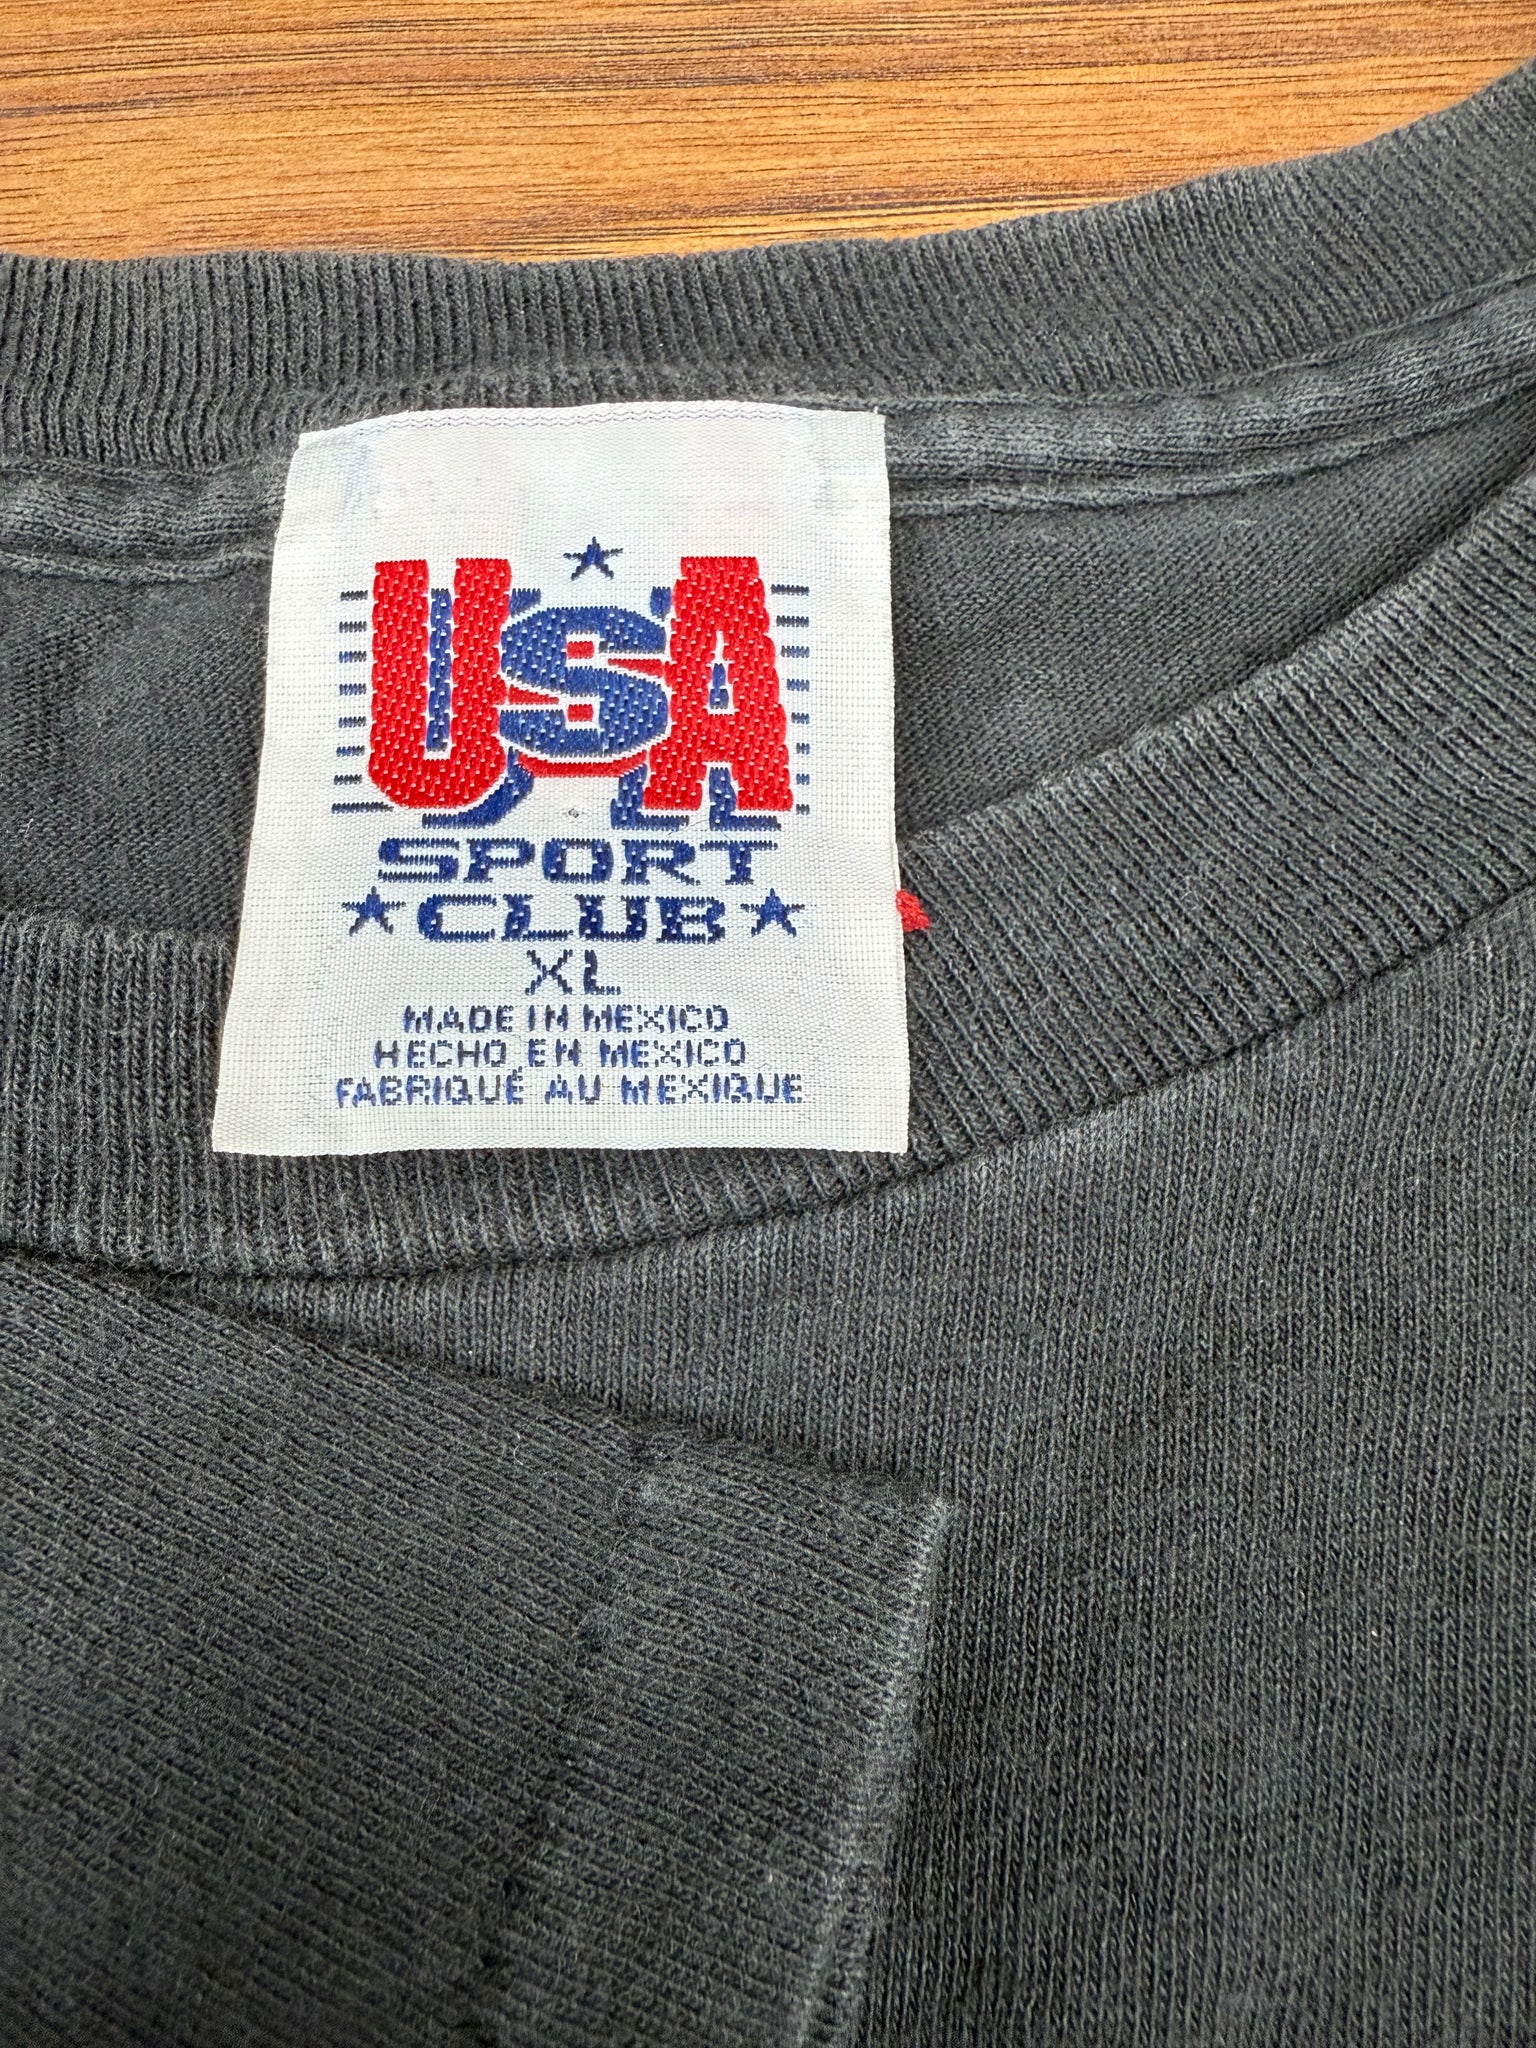 USA
SPORT
CLUB
XL
MADE IN MEXICO
HECHO EN MEXICO
FABRIQUÉ AU MEXIQUE